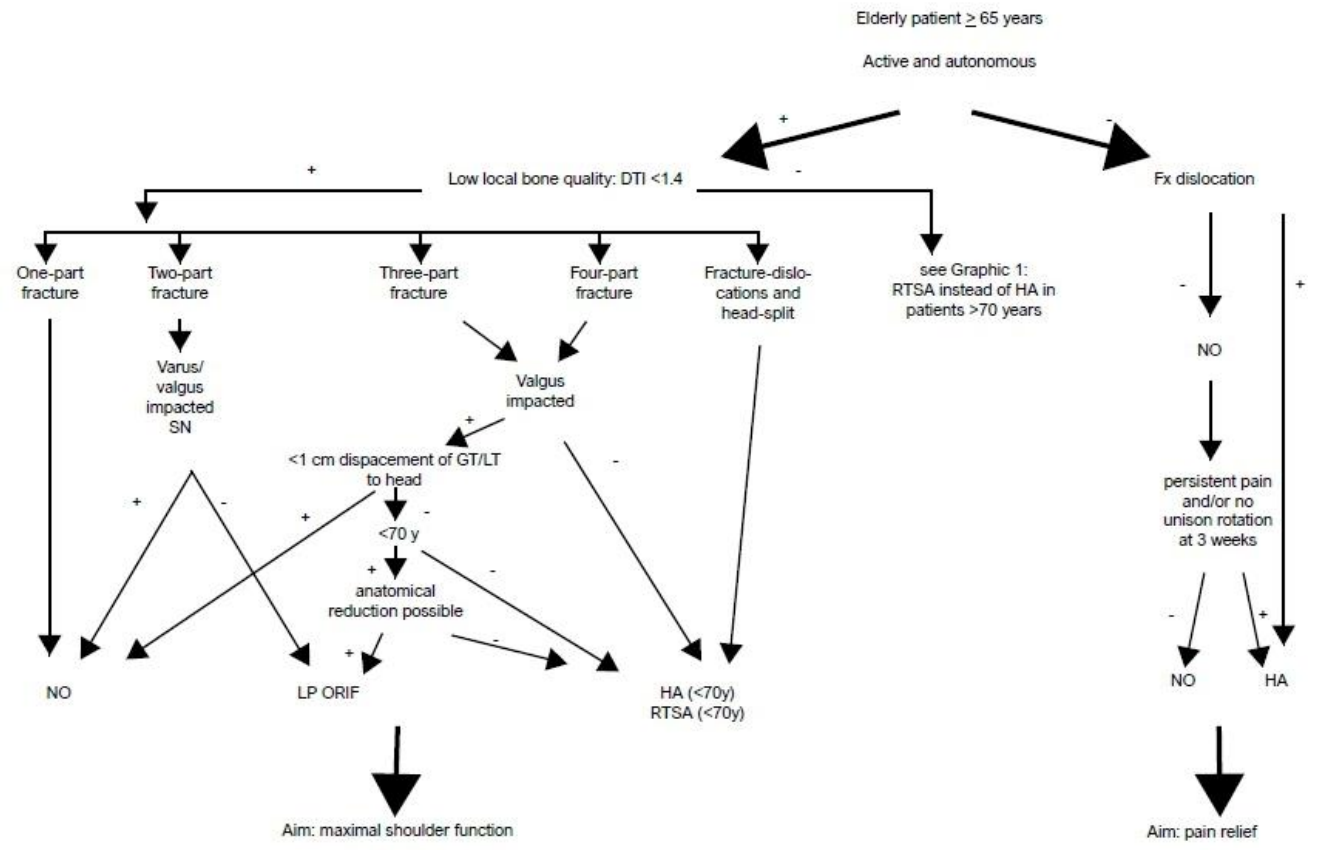 Elderly patient ≥ 65 years
Active and autonomous
+
-
+
Low local bone quality: DTI <1.4
-
Fx dislocation
One-part
fracture
Two-part
fracture
Three-part
fracture
Four-part
fracture
Fracture-dislo-
cations and
head-split
see Graphic 1:
RTSA instead of HA in
patients >70 years
-
+
NO
Varus/
valgus
impacted
SN
Valgus
impacted
+
-
<1 cm dispacement of GT/LT
to head
+
-
+
-
<70 y
+
-
anatomical
reduction possible
+
-
persistent pain
and/or no
unison rotation
at 3 weeks
-
+
NO
LP ORIF
HA (<70y)
RTSA (<70y)
NO
HA
Aim: maximal shoulder function
Aim: pain relief